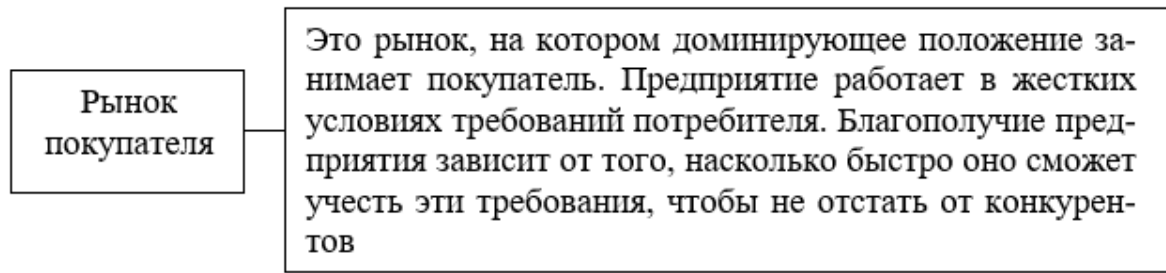 Рынок
покупателя
Это рынок, на котором доминирующее положение за-
нимает покупатель. Предприятие работает в жестких
условиях требований потребителя. Благополучие пред-
приятия зависит от того, насколько быстро оно сможет
учесть эти требования, чтобы не отстать от конкурен-
тов